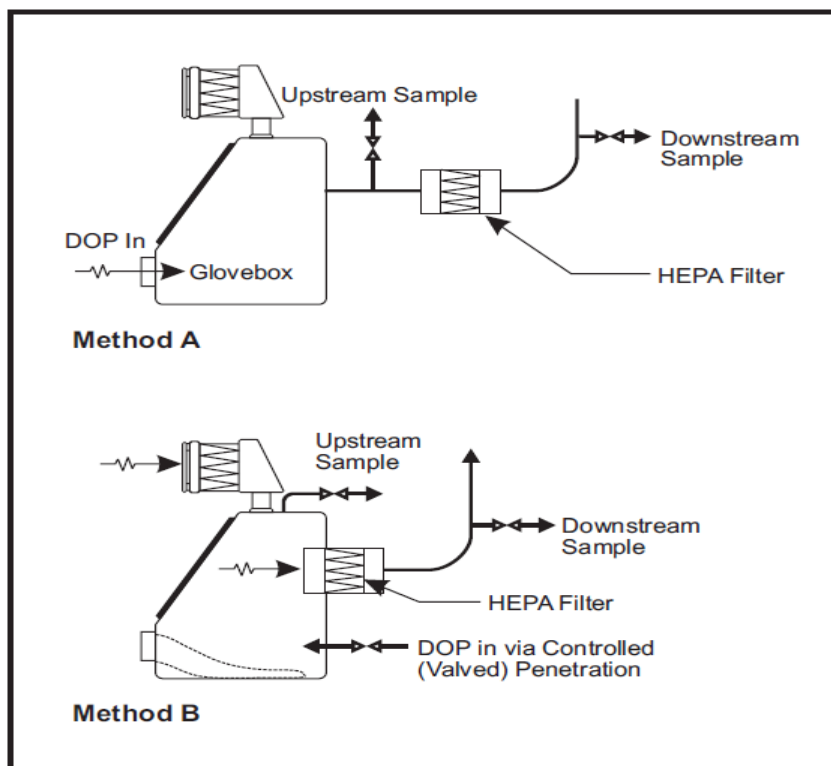 Upstream Sample
Downstream
Sample
DOP In
Glovebox
HEPA Filter
Method A
Upstream
Sample
Downstream
Sample
HEPA Filter
DOP in via Controlled
(Valved) Penetration
Method B